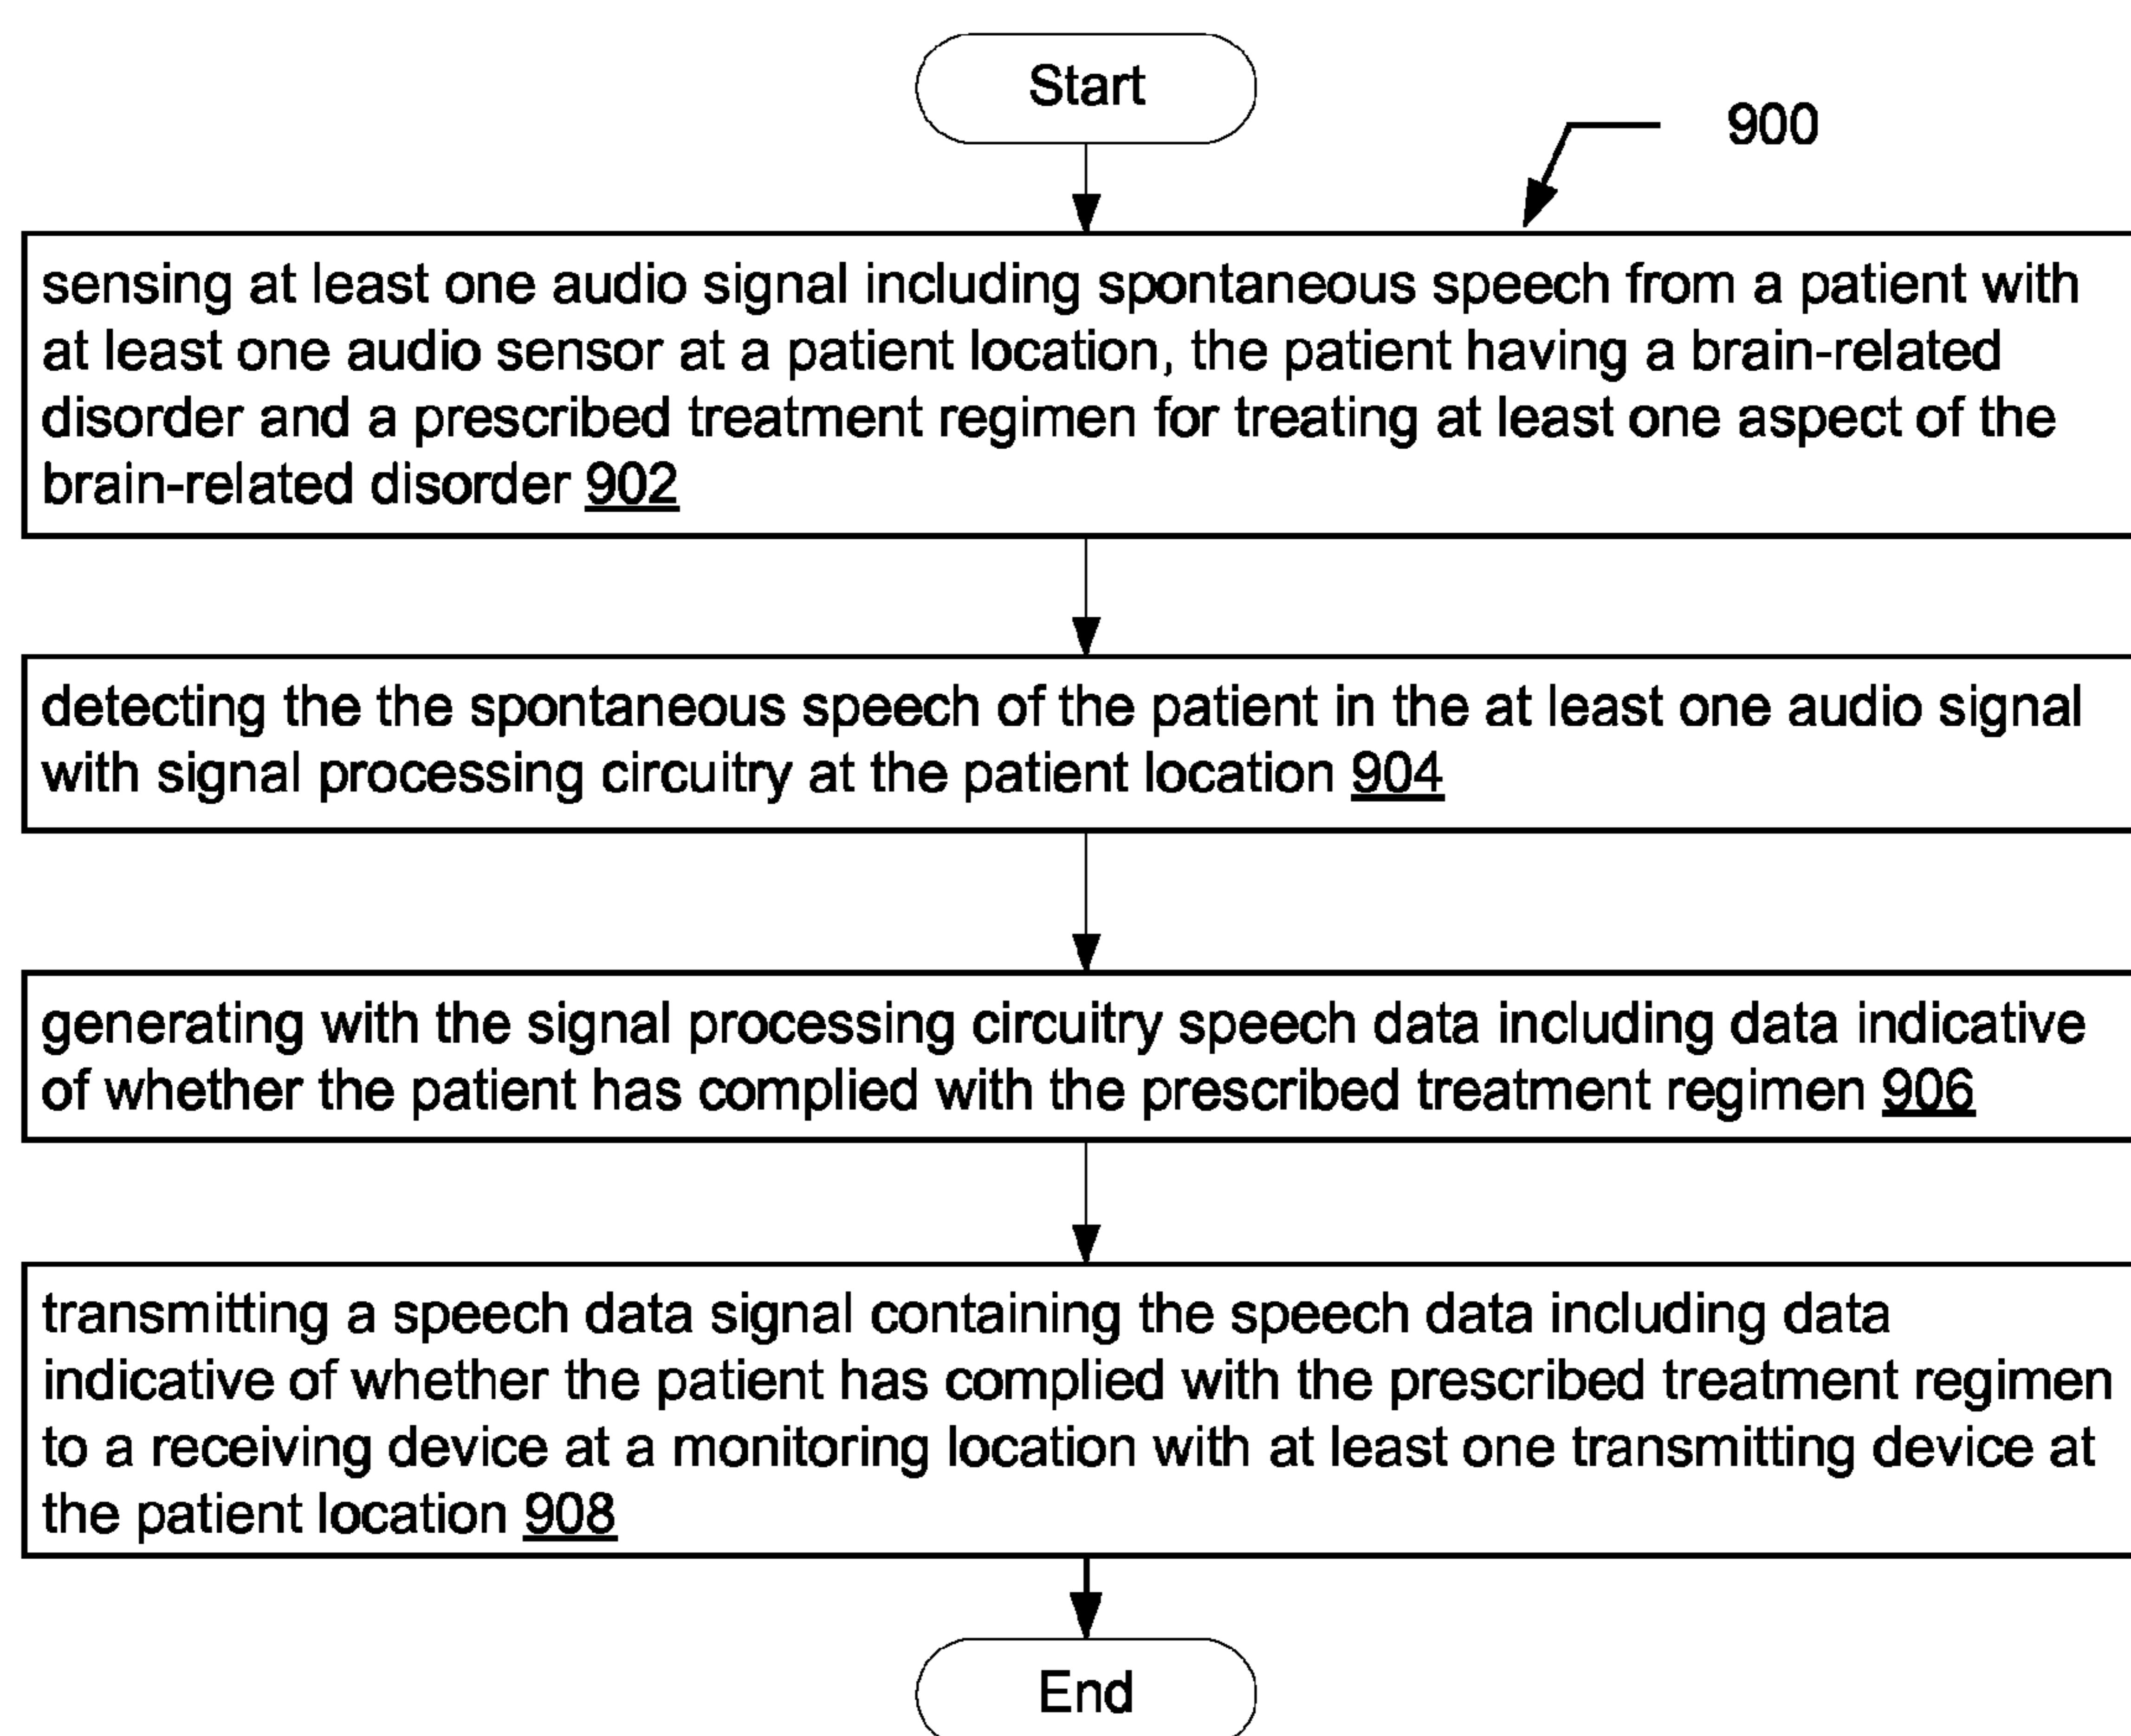 Start
900
sensing at least one audio signal including spontaneous speech from a patient with
at least one audio sensor at a patient location, the patient having a brain-related
disorder and a prescribed treatment regimen for treating at least one aspect of the
brain-related disorder 902
detecting the the spontaneous speech of the patient in the at least one audio signal
with signal processing circuitry at the patient location 904
generating with the signal processing circuitry speech data including data indicative
of whether the patient has complied with the prescribed treatment regimen 906
transmitting a speech data signal containing the speech data including data
indicative of whether the patient has complied with the prescribed treatment regimen
to a receiving device at a monitoring location with at least one transmitting device at
the patient location 908
End